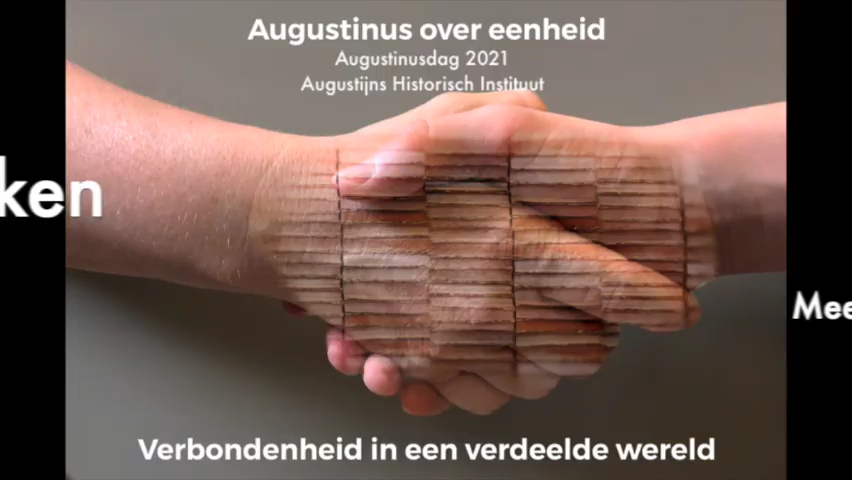 Augustinus over eenheid
Augustinusdag 2021
Augustijns Historisch Instituut
ken
Mee
Verbondenheid in een verdeelde wereld